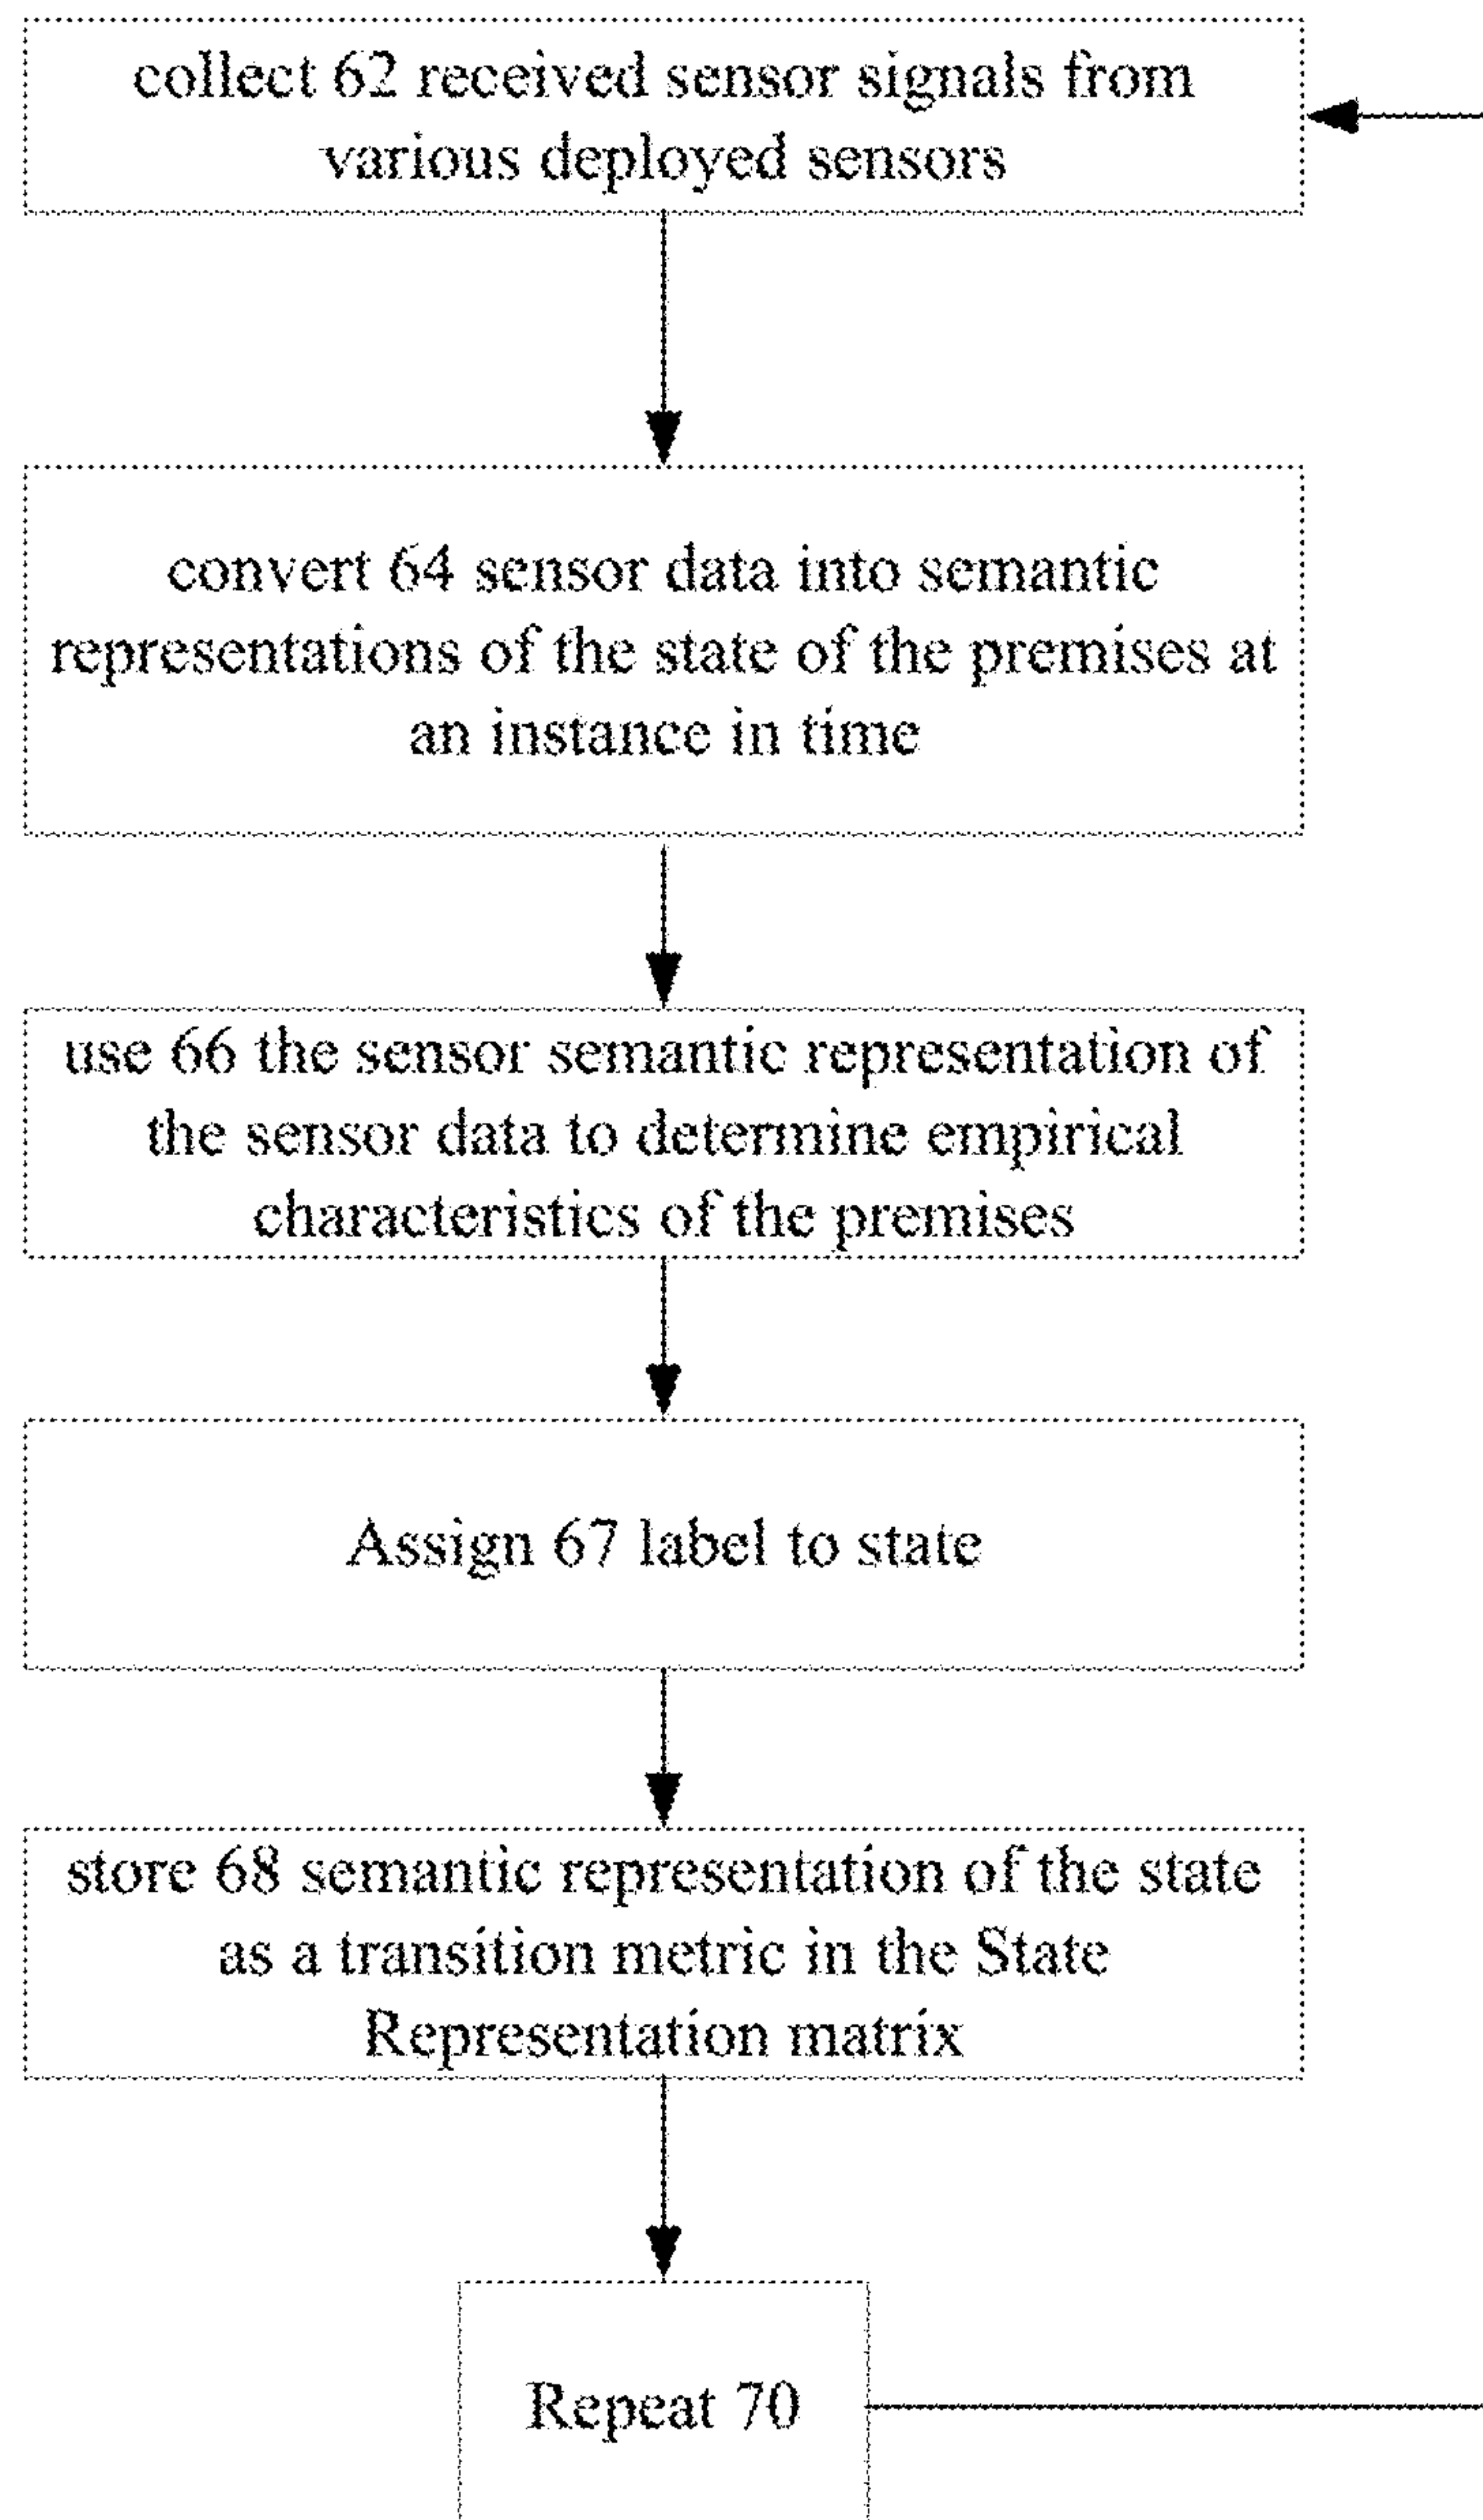 collect 62 received sensor signals from
various deployed sensors
convert 64 sensor data into semantic
representations of the state of the premises at
an instance in time
use 66 the sensor semantic representation of
the sensor data to determine empirical
characteristics of the premises
Assign 67 label to state
store 68 semantic representation of the state
as a transition metric in the State
Representation matrix
Repeat 70